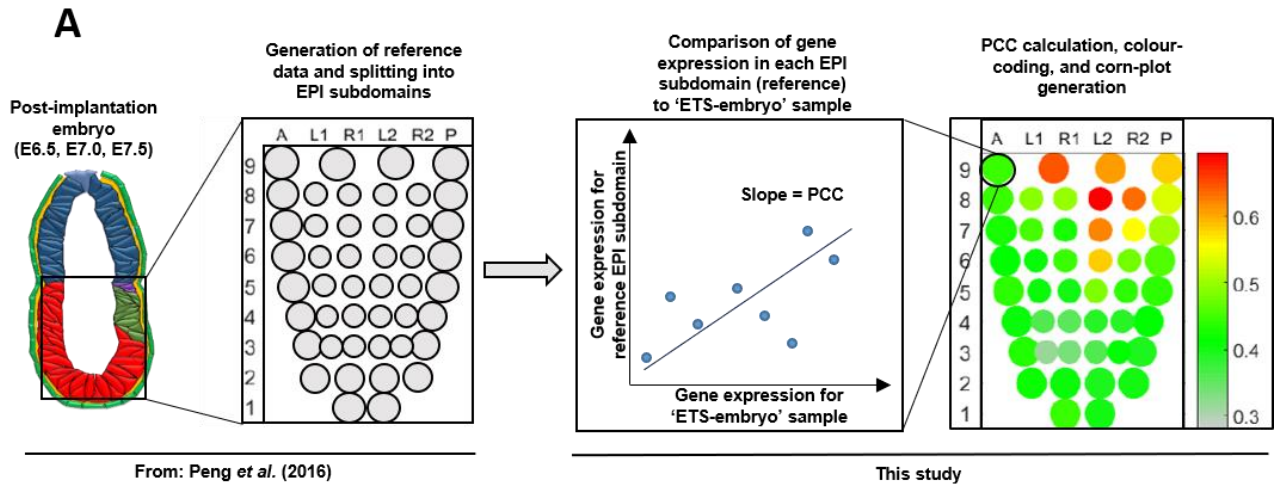 A
Post-implantation
embryo
(E6.5, E7.0, E7.5)
Generation of reference
data and splitting into
EPI subdomains
A L1 R1 L2 R2 P
9
8
7
6
5
4
3
2
1
From: Peng et al. (2016)
Comparison of gene
expression in each EPI
subdomain (reference)
to ‘ETS-embryo’ sample
Gene expression for
reference EPI subdomain
Slope = PCC
Gene expression for
‘ETS-embryo’ sample
PCC calculation, colour-
coding, and corn-plot
generation
A L1 R1 L2 R2 P
9
8
7
6
5
4
3
2
1
0.6
0.5
0.4
0.3
This study